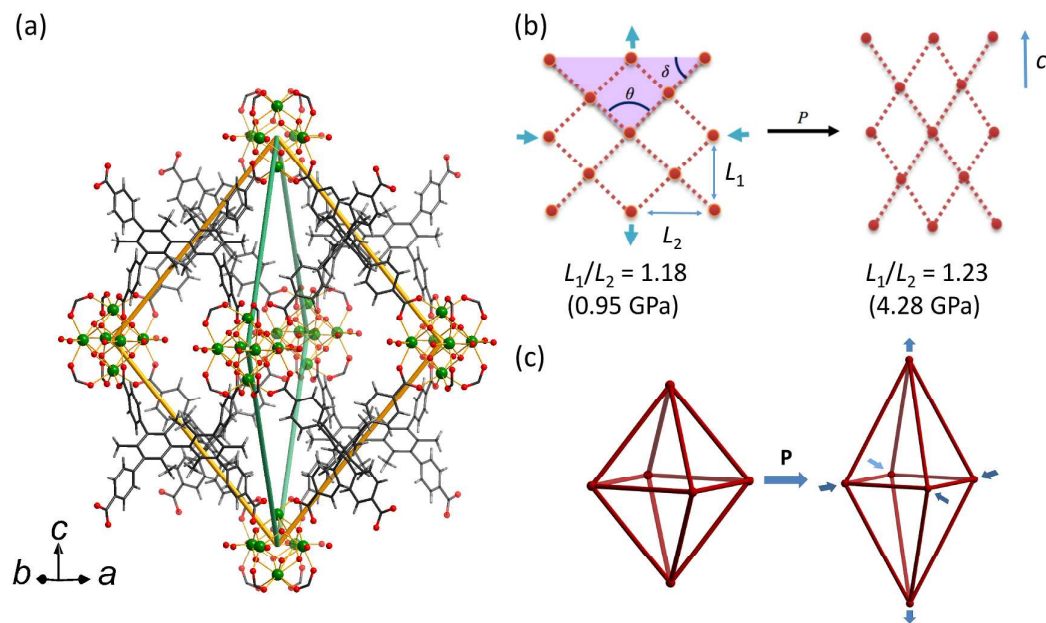 (a)
c
b
a
(b)
δ
θ
L₁
L₂
P
c
L₁/L₂ = 1.18
(0.95 GPa)
L₁/L₂ = 1.23
(4.28 GPa)
(c)
P